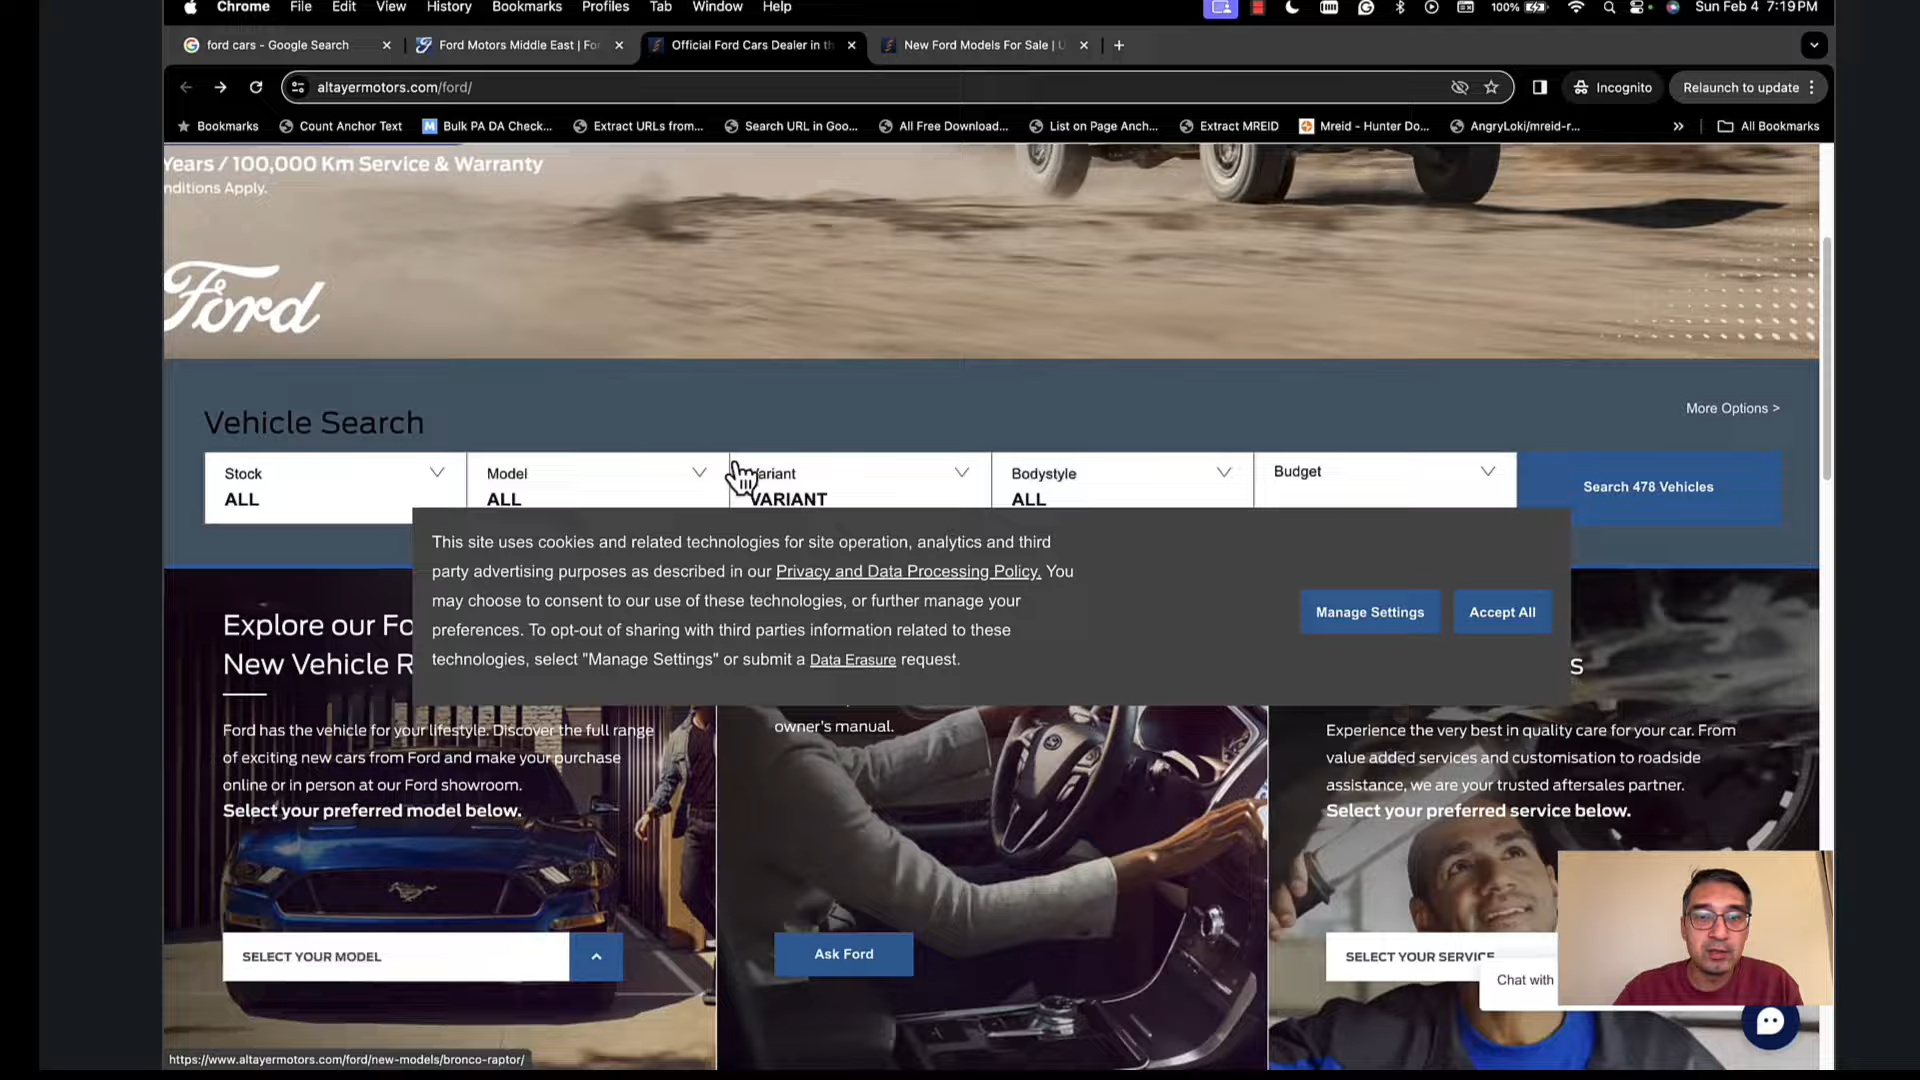 Chrome File Edit View History Bookmarks Profiles Tab Window Help 100% Sun Feb 4 7:19 PM
ford cars - Google Search Ford Motors Middle East | Fo Official Ford Cars Dealer in th New Ford Models For Sale | U
altayermotors.com/ford/ Incognito Relaunch to update
Bookmarks Count Anchor Text Bulk PA DA Check... Extract URLs from... Search URL in Goo... All Free Download... List on Page Anch... Extract MREID Mreid - Hunter Do... AngryLoki/mreid-r... » All Bookmarks
Years / 100,000 Km Service & Warranty
nditions Apply.
Ford
More Options >
Vehicle Search
Stock Model Variant Bodystyle Budget
ALL ALL VARIANT ALL
Search 478 Vehicles
This site uses cookies and related technologies for site operation, analytics and third
party advertising purposes as described in our Privacy and Data Processing Policy. You
may choose to consent to our use of these technologies, or further manage your
preferences. To opt-out of sharing with third parties information related to these
technologies, select "Manage Settings" or submit a Data Erasure request.
Manage Settings Accept All
Explore our Fo
New Vehicle R
Ford has the vehicle for your lifestyle. Discover the full range
of exciting new cars from Ford and make your purchase
online or in person at our Ford showroom.
Select your preferred model below.
SELECT YOUR MODEL
owner's manual.
Ask Ford
s
Experience the very best in quality care for your car. From
value added services and customisation to roadside
assistance, we are your trusted aftersales partner.
Select your preferred service below.
SELECT YOUR SERVICE
Chat with
https://www.altayermotors.com/ford/new-models/bronco-raptor/